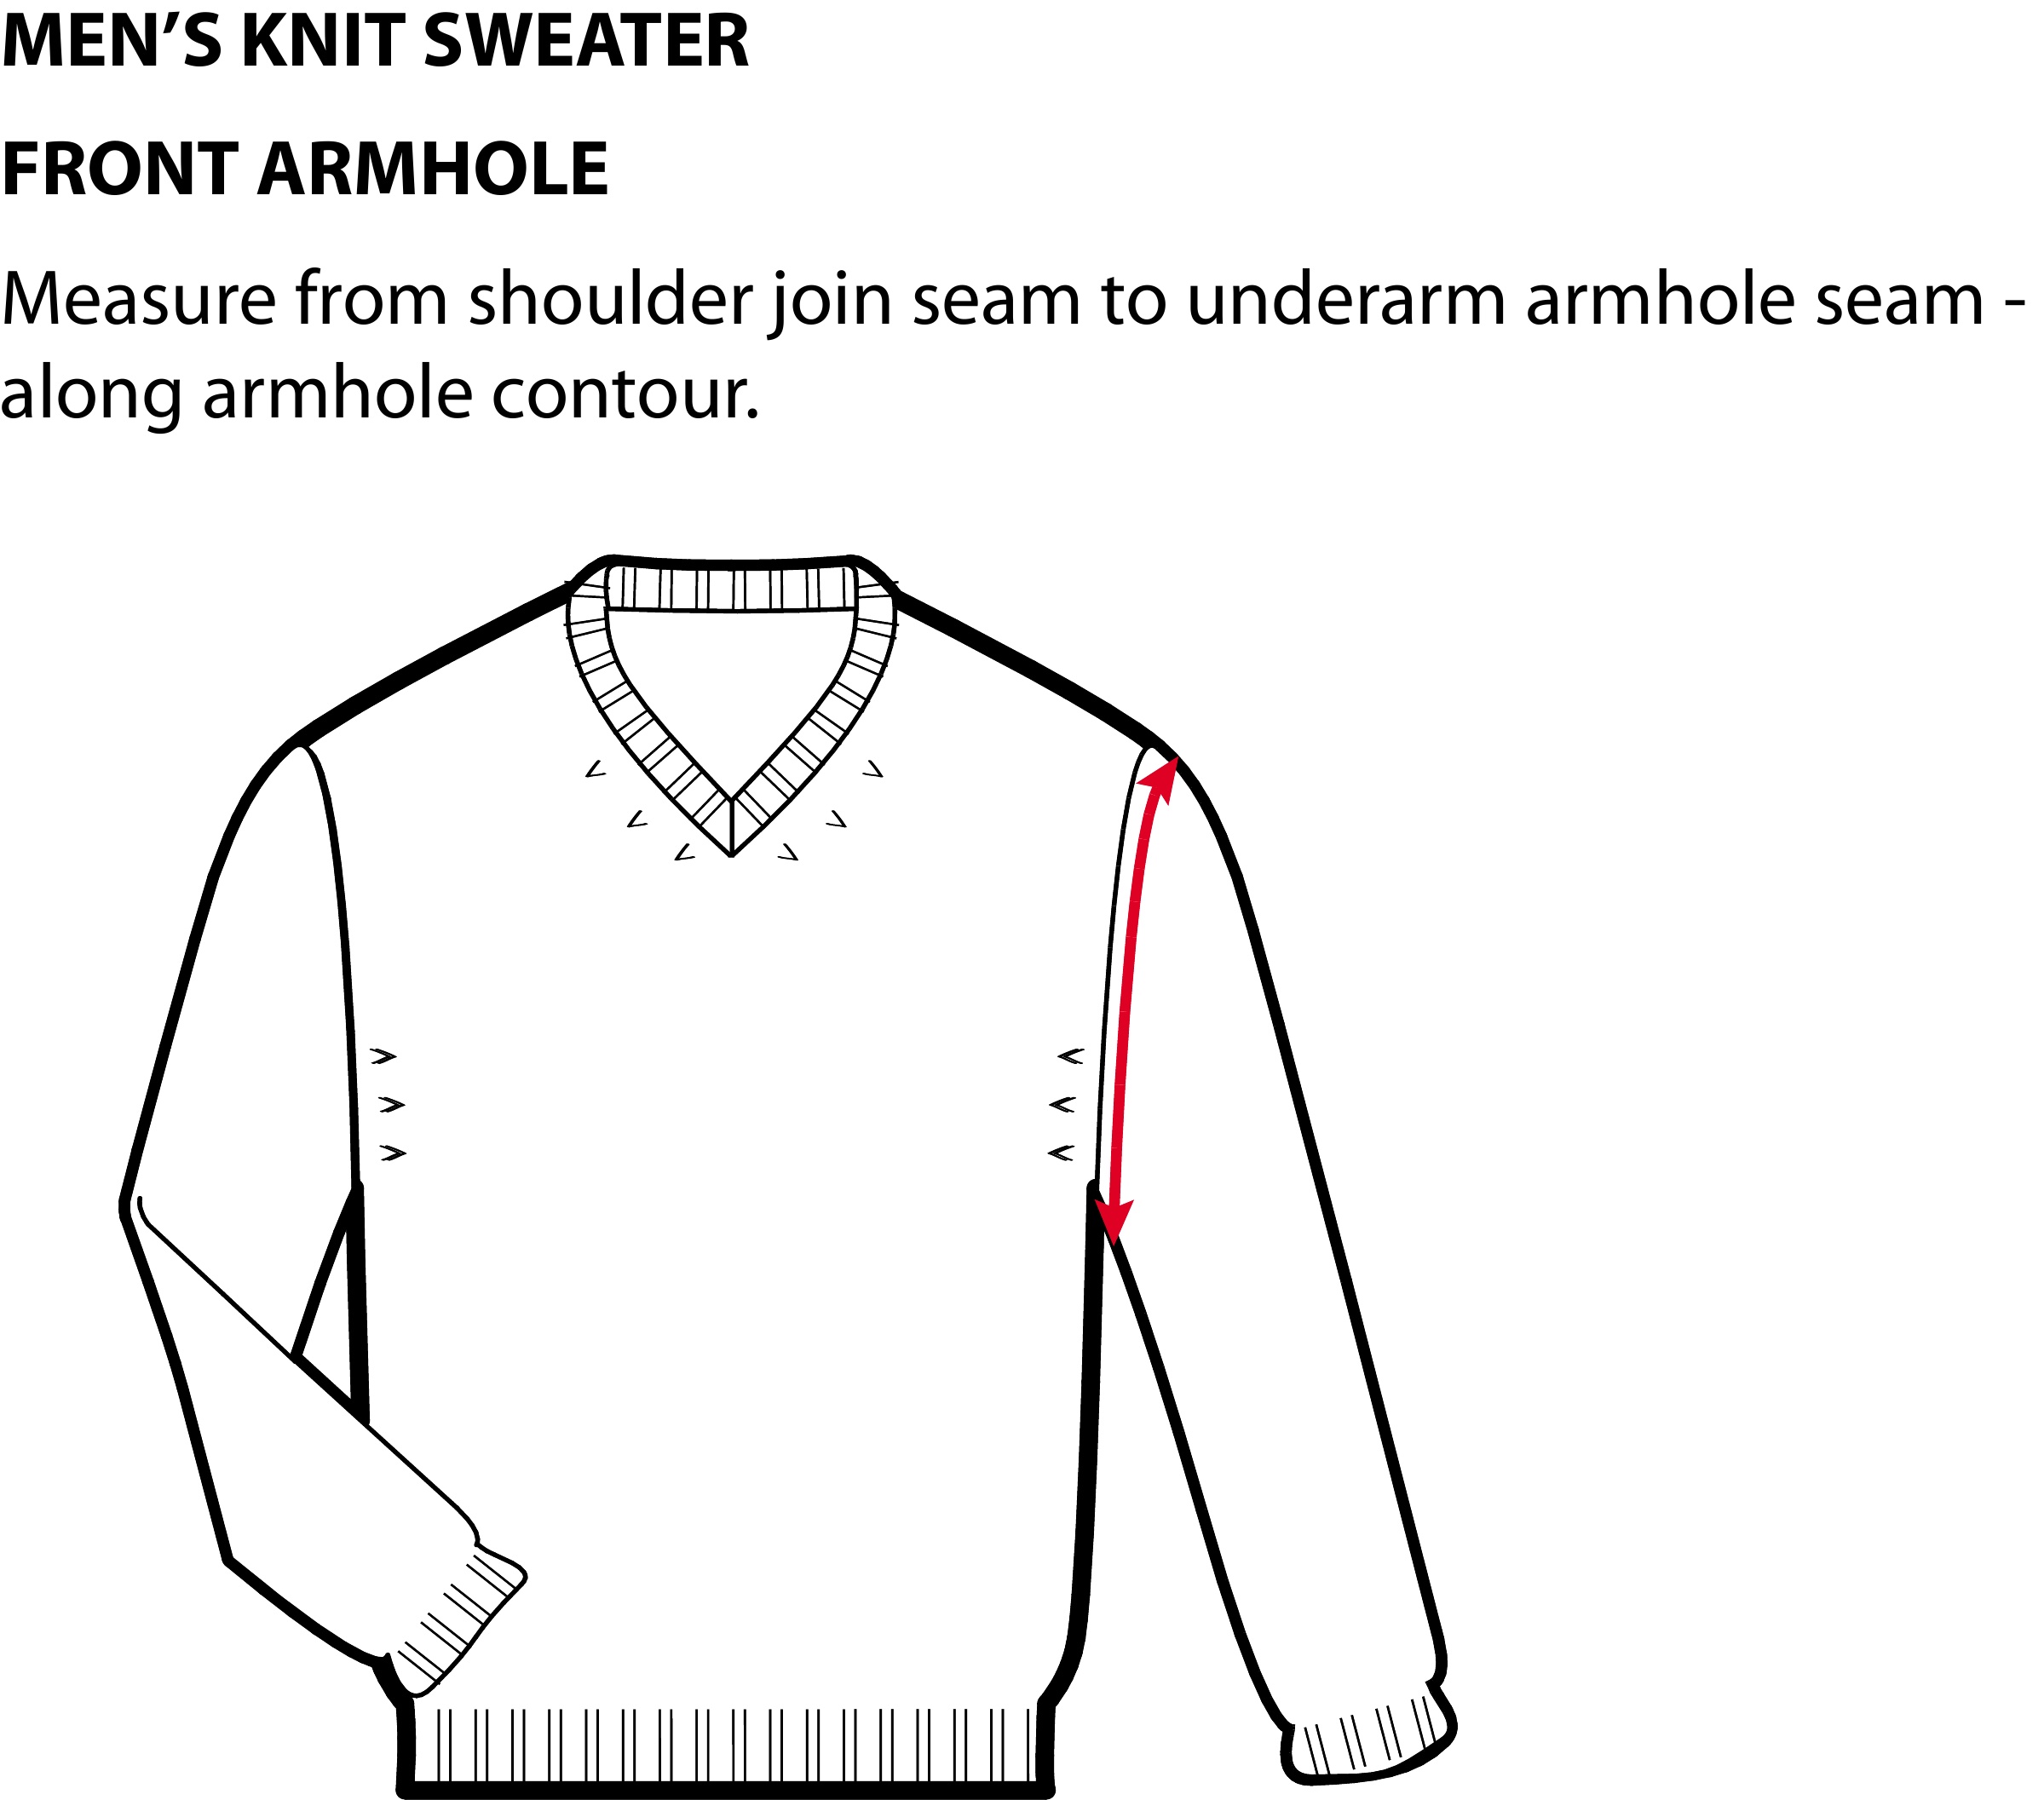 MEN‘S KNIT SWEATER
FRONT ARMHOLE
Measure from shoulder join seam to underarm armhole seam -
along armhole contour.